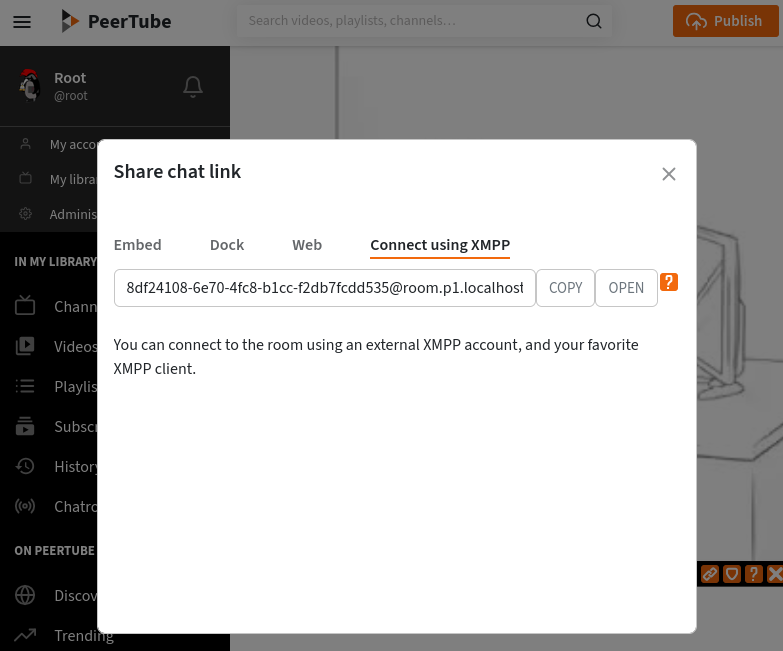 PeerTube
Search videos, playlists, channels…
Publish
Root
@root
My acco
My libra
Adminis
Share chat link
Embed
Dock
Web
Connect using XMPP
8df24108-6e70-4fc8-b1cc-f2db7fcdd535@room.p1.localhost
COPY
OPEN
?
You can connect to the room using an external XMPP account, and your favorite
XMPP client.
IN MY LIBRARY
Chann
Videos
Playlis
Subscr
History
Chatro
ON PEERTUBE
Discov
Trending
?